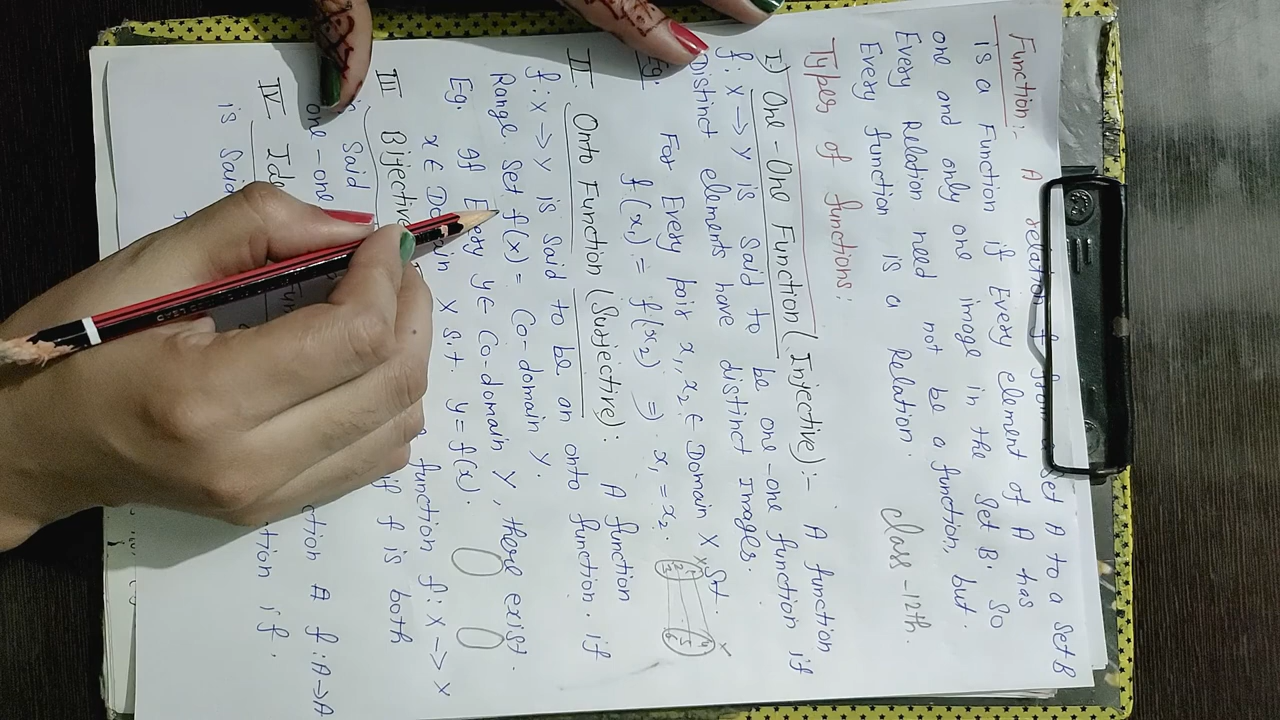 Function:- A relation f from a set A to a set B
is a Function if Every element of A has
one and only one image in the Set B. So
Every Relation need not be a function, but
Every function is a Relation. class-12th.
Types of functions:
I) One-One Function (Injective):- A function
f: X → Y is said to be one-one function if
Distinct elements have distinct Images.
Eg: For Every pair x₁, x₂ ∈ Domain X, S.t.
f(x₁) = f(x₂) ⇒ x₁ = x₂.
II. Onto Function (Surjective): A function
f: X → Y is Said to be an onto function. if
Range Set f(x) = Co-domain Y.
Eg. If Every y ∈ Co-domain Y, there exist
x ∈ Domain X S.t. y = f(x).
III Bijective function f: X → X
Said if f is both
one-one
IV Ide Fun ction A f: A→A
is Said ction if.